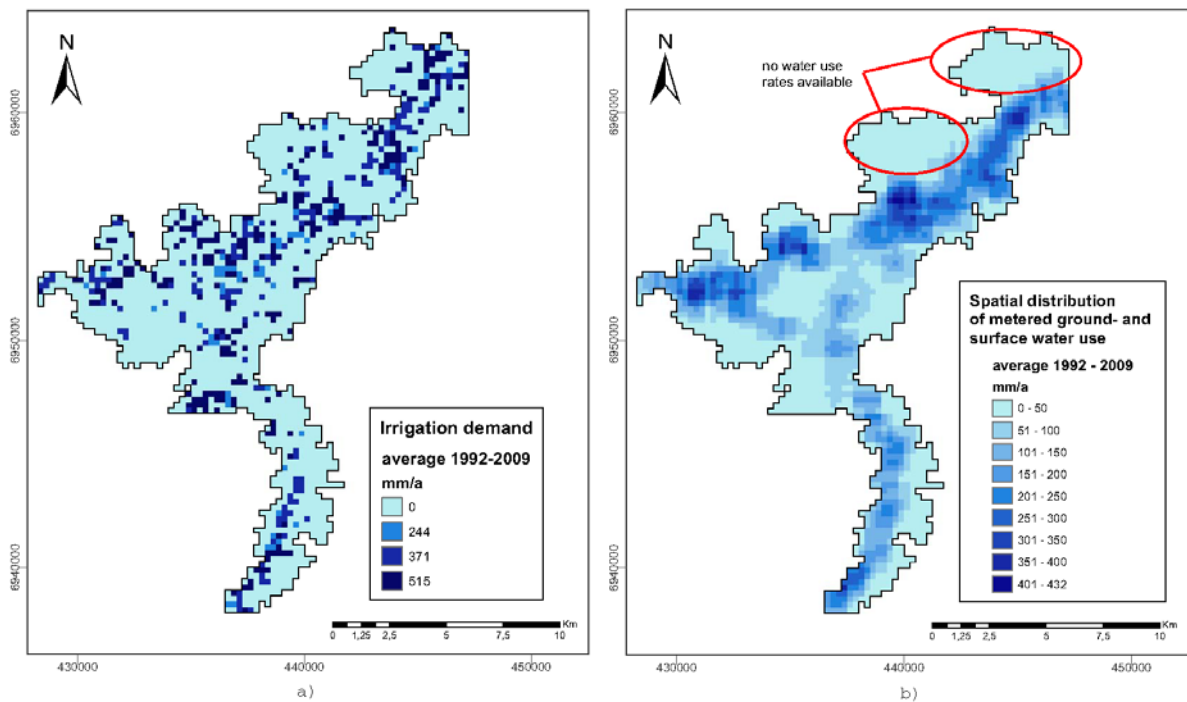 N
6960000
6950000
6940000
Irrigation demand
average 1992-2009
mm/a
0
244
371
515
Km
0 1,25 2,5 5 7,5 10
430000 440000 450000
a)
N
no water use
rates available
6960000
6950000
6940000
Spatial distribution
of metered ground- and
surface water use
average 1992 - 2009
mm/a
0 - 50
51 - 100
101 - 150
151 - 200
201 - 250
251 - 300
301 - 350
351 - 400
401 - 432
Km
0 1,25 2,5 5 7,5 10
430000 440000 450000
b)